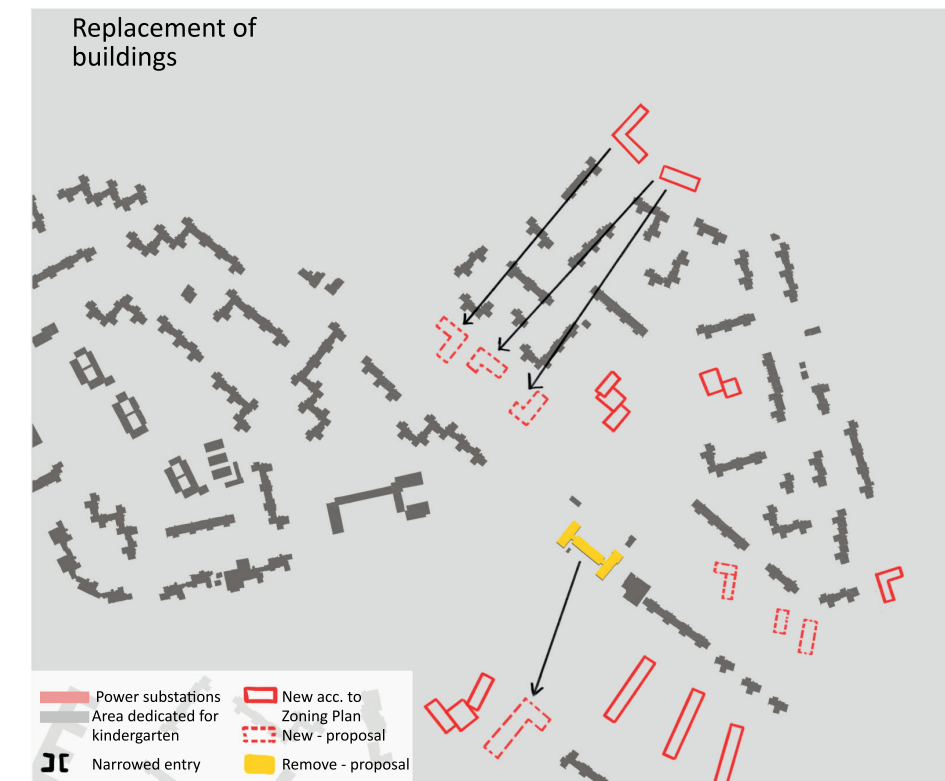 Replacement of
buildings
Power substations
Area dedicated for
kindergarten
Narrowed entry
New acc. to
Zoning Plan
New - proposal
Remove - proposal